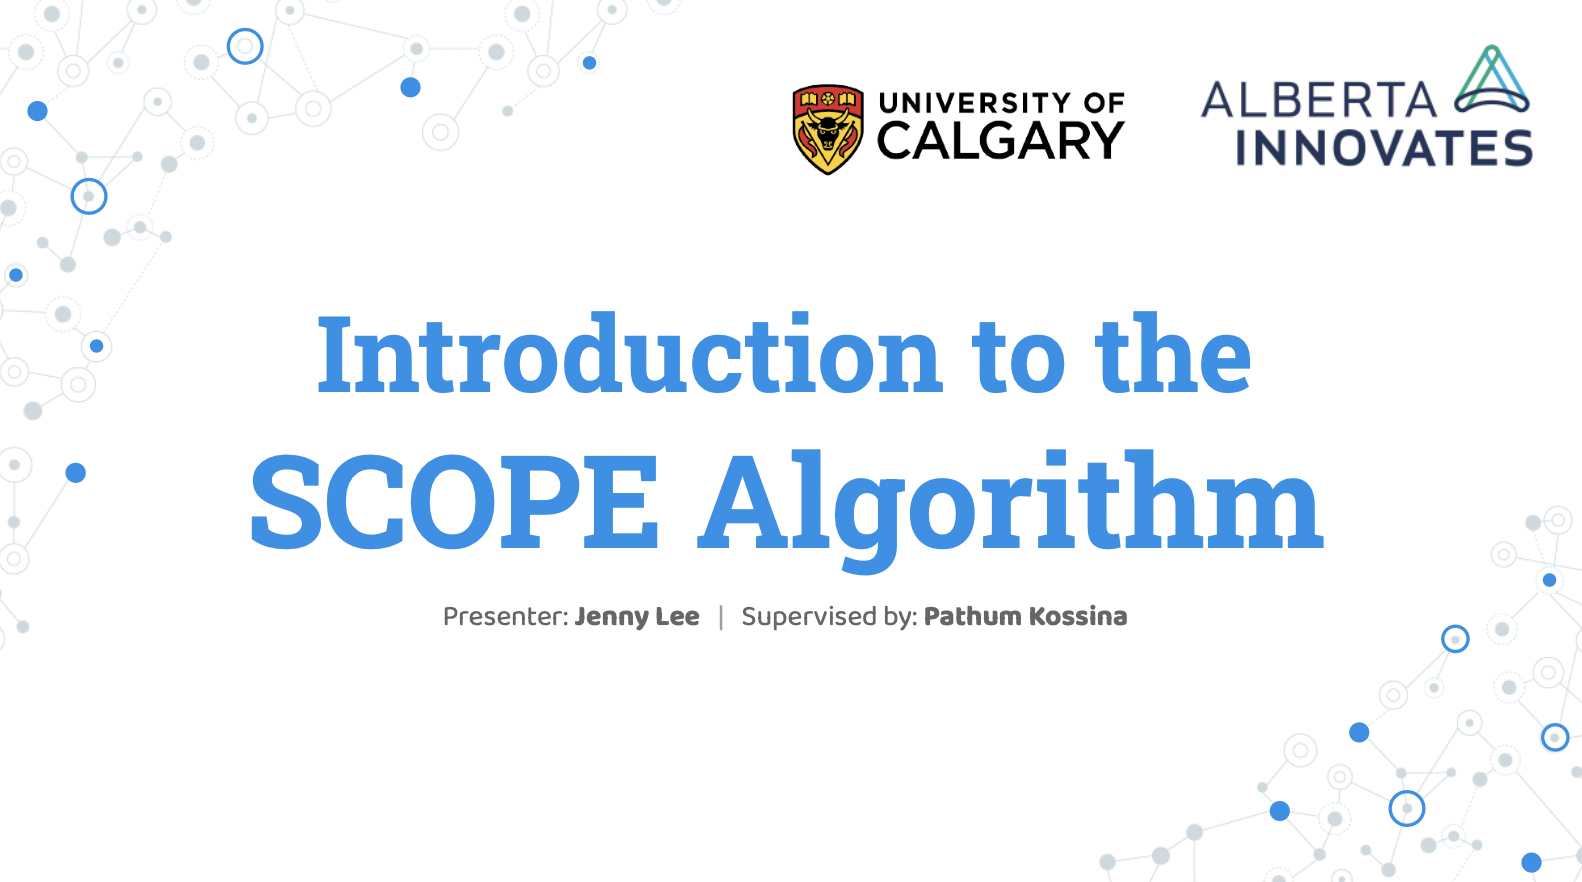 UNIVERSITY OF
CALGARY
ALBERTA
INNOVATES
Introduction to the
SCOPE Algorithm
Presenter: Jenny Lee | Supervised by: Pathum Kossina